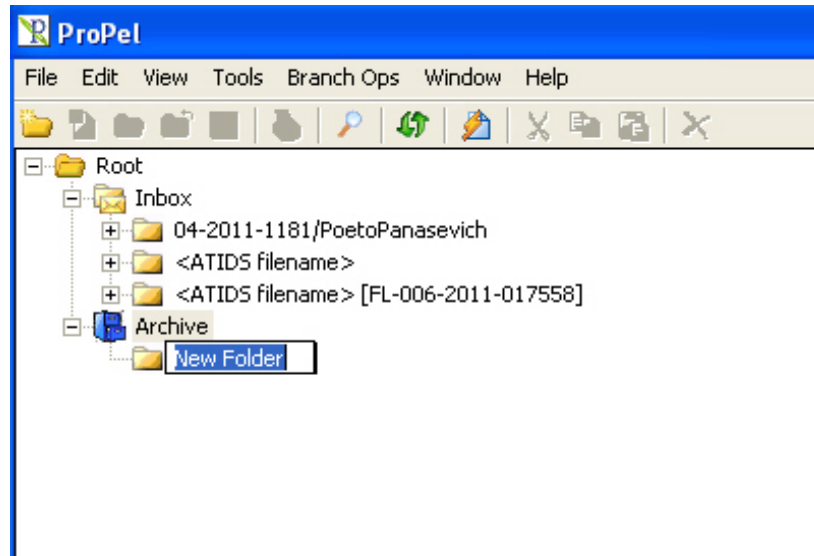 ProPel
File Edit View Tools Branch Ops Window Help
Root
Inbox
04-2011-1181/PoetoPanasevich
<ATIDS filename>
<ATIDS filename> [FL-006-2011-017558]
Archive
New Folder